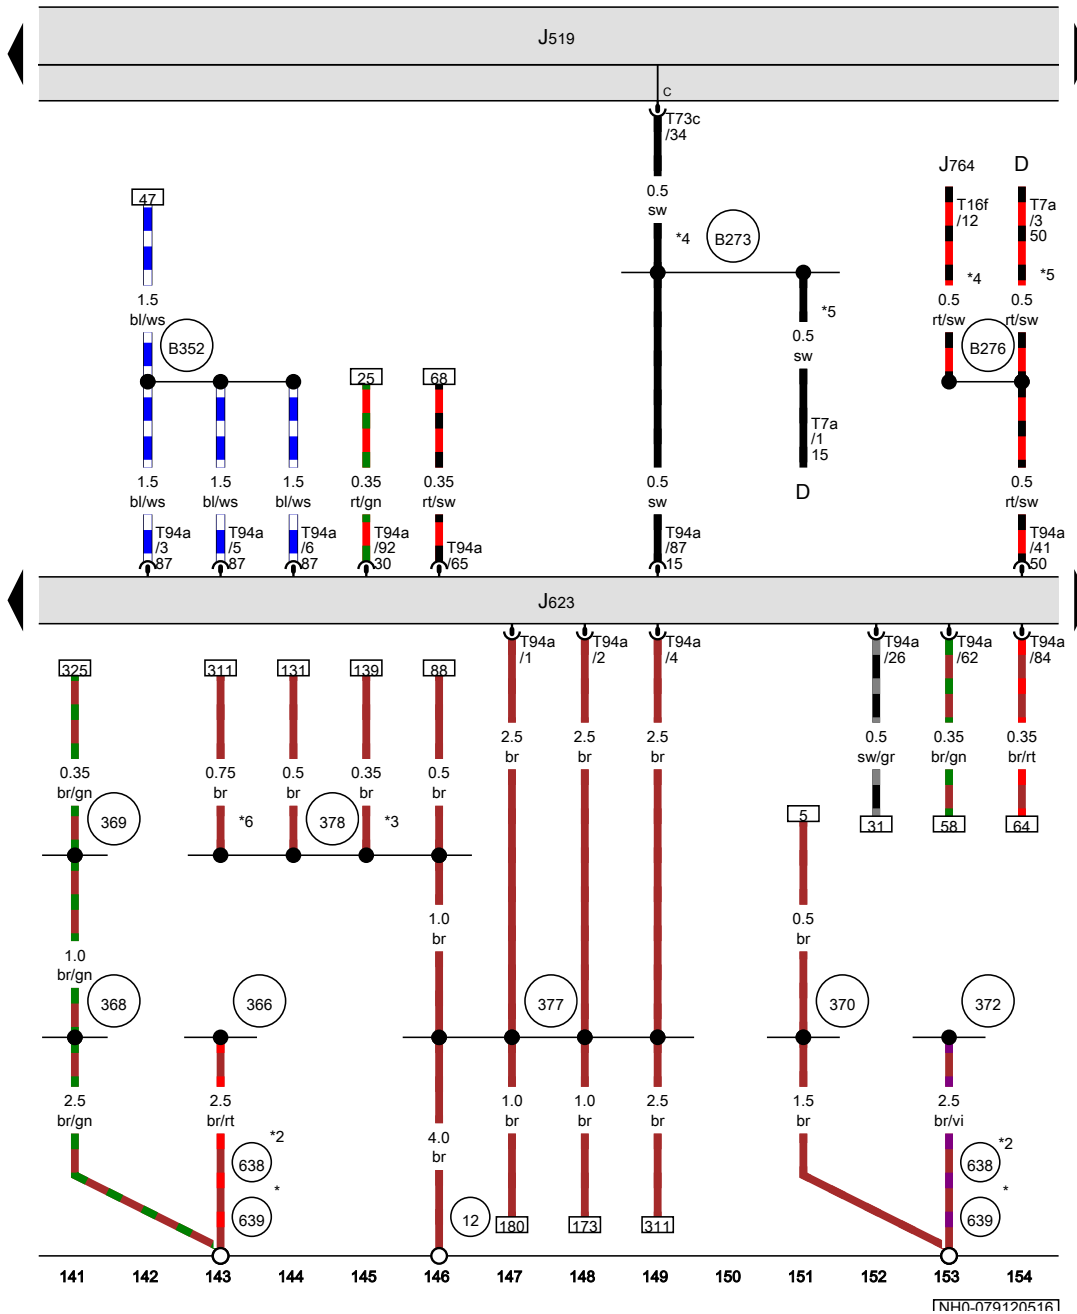 J519
c
T73c
/34
J764
D
47
0.5
sw
T16f
/12
T7a
/3
50
*4
B273
*4
*5
1.5
bl/ws
*5
0.5
rt/sw
0.5
rt/sw
B352
0.5
sw
B276
25
68
T7a
/1
15
1.5
bl/ws
1.5
bl/ws
1.5
bl/ws
0.35
rt/gn
0.35
rt/sw
0.5
sw
D
0.5
rt/sw
T94a
/3
87
T94a
/5
87
T94a
/6
87
T94a
/92
30
T94a
/65
T94a
/87
15
T94a
/41
50
J623
T94a
/1
T94a
/2
T94a
/4
T94a
/26
T94a
/62
T94a
/84
325
311
131
139
88
2.5
br
2.5
br
2.5
br
0.5
sw/gr
0.35
br/gn
0.35
br/rt
0.35
br/gn
0.75
br
0.5
br
0.35
br
0.5
br
369
*6
378
*3
5
31
58
64
1.0
br
0.5
br
1.0
br/gn
368
366
377
370
372
2.5
br/gn
2.5
br/rt
4.0
br
1.0
br
1.0
br
2.5
br
1.5
br
2.5
br/vi
*2
638
*
639
*2
638
*
639
12
180
173
311
141
142
143
144
145
146
147
148
149
150
151
152
153
154
NH0-079120516